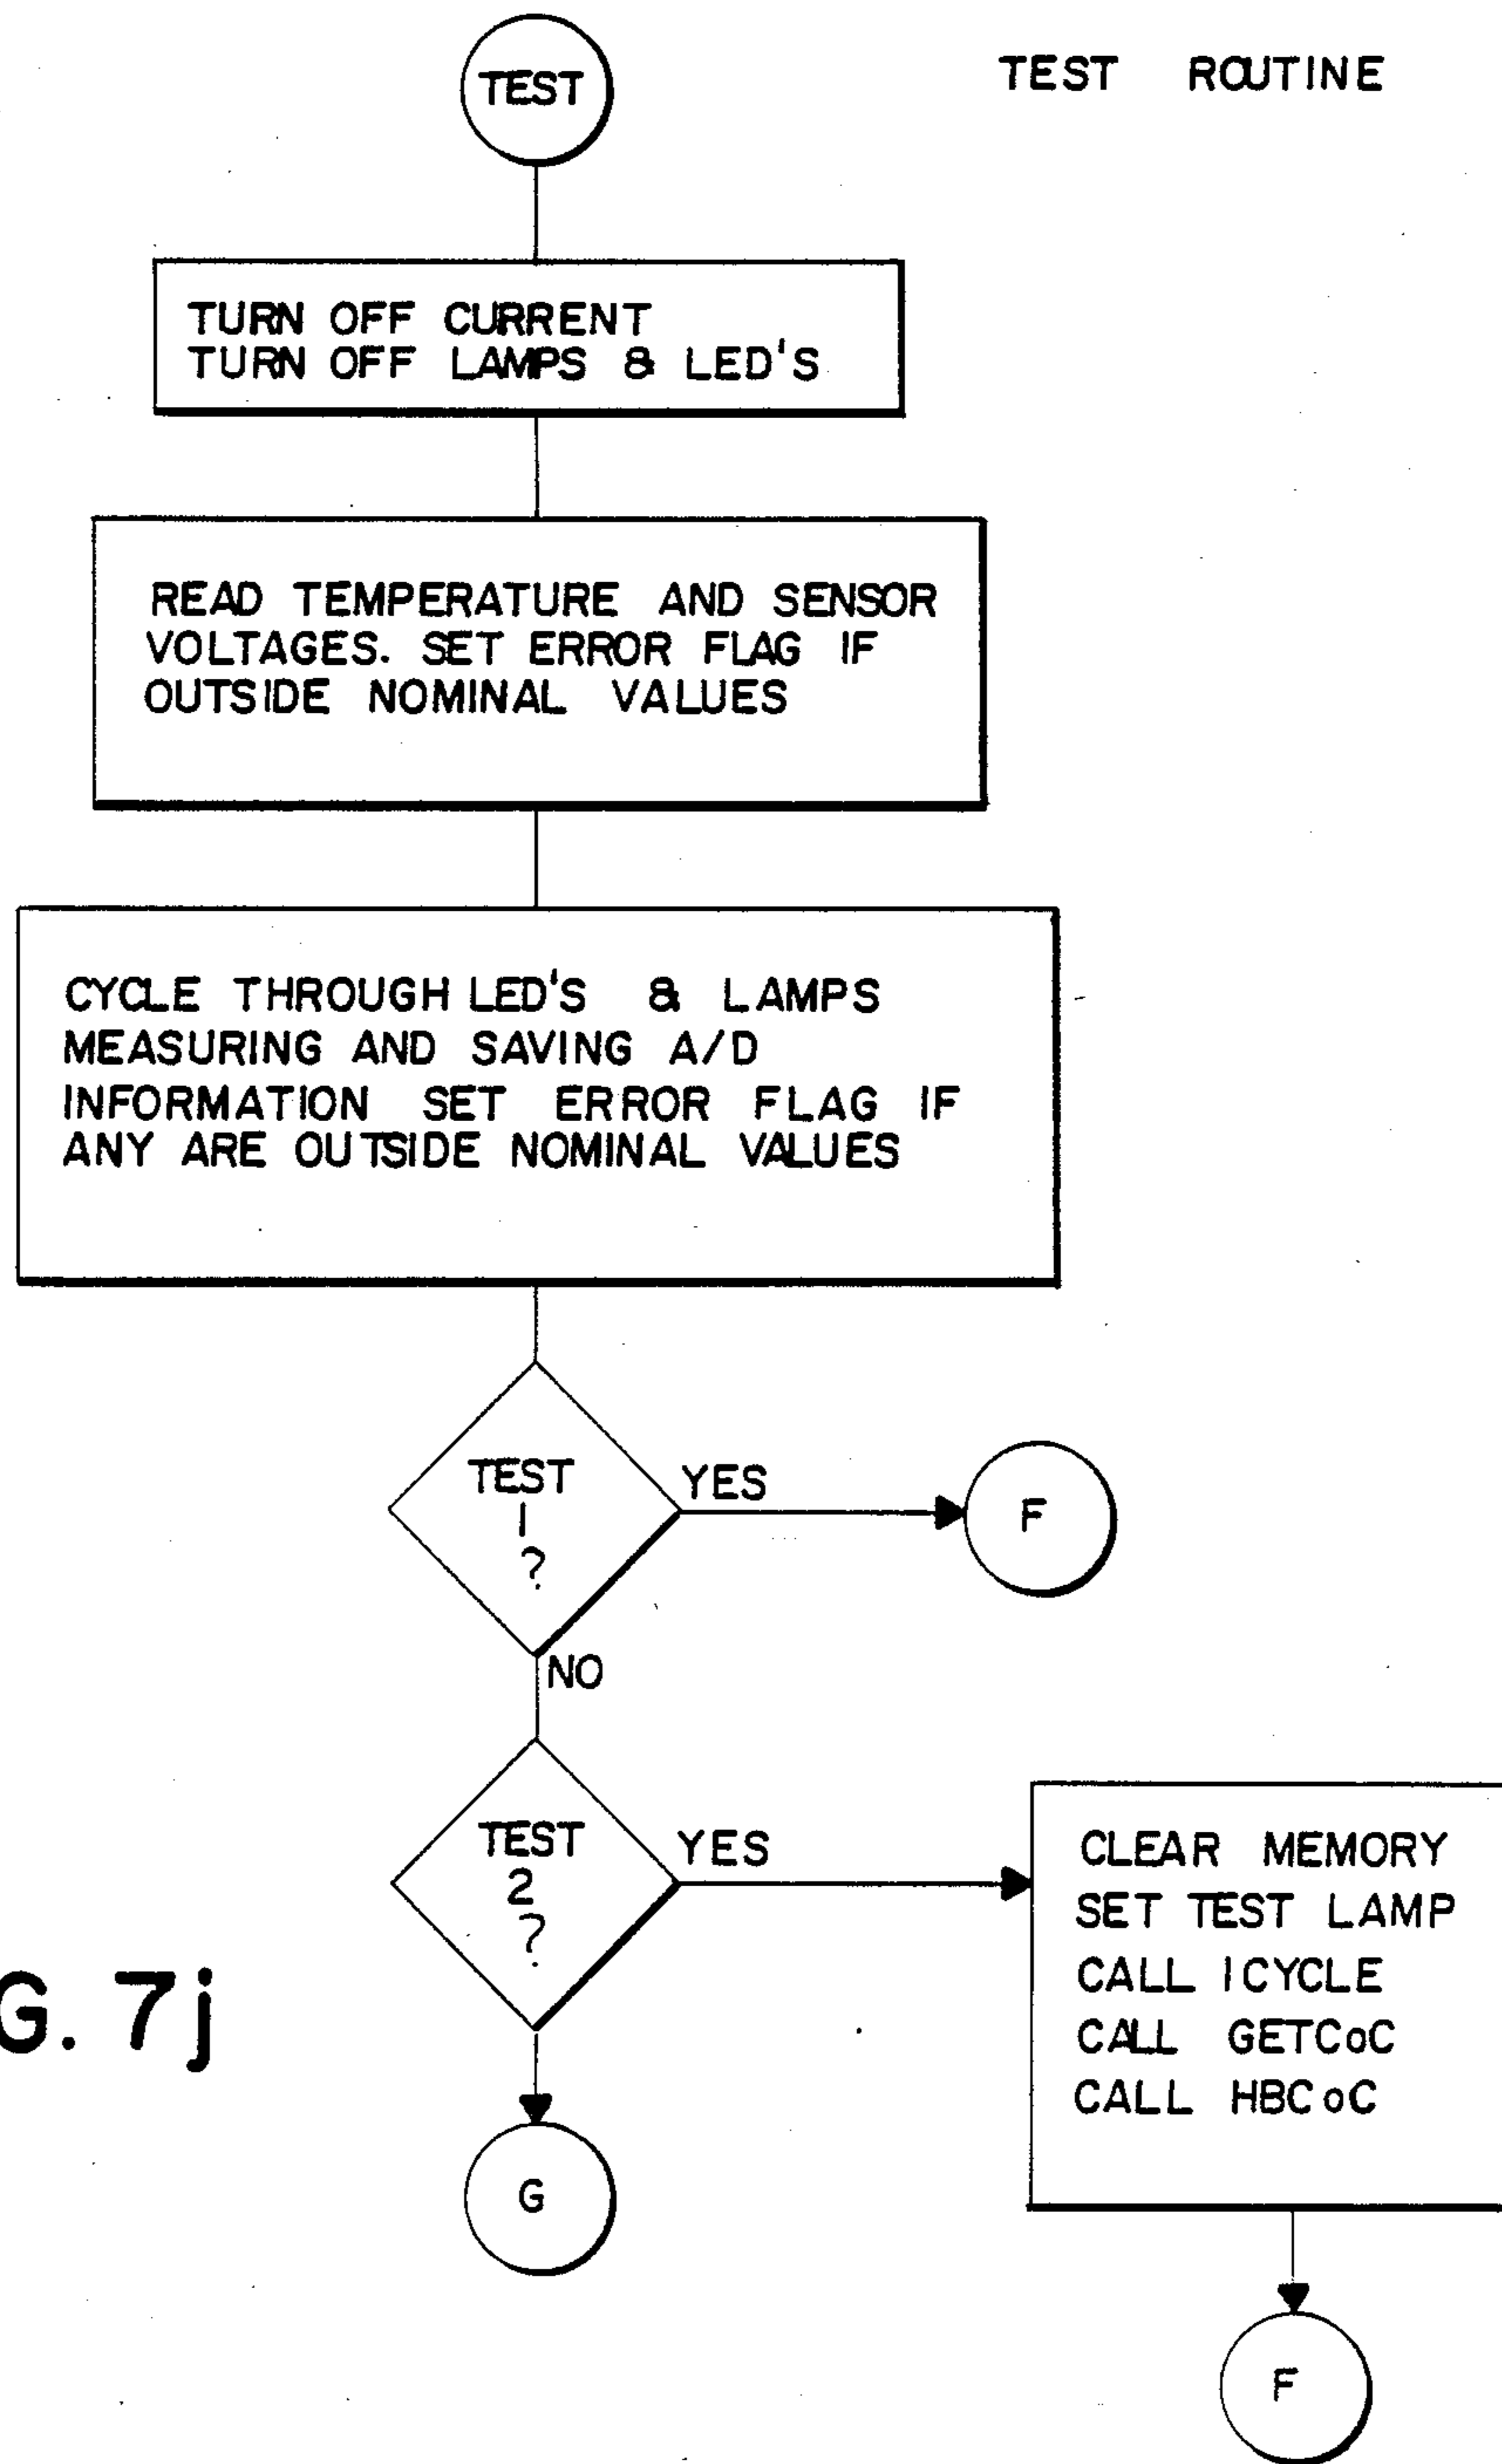 TEST
TEST ROUTINE
TURN OFF CURRENT
TURN OFF LAMPS & LED'S
READ TEMPERATURE AND SENSOR
VOLTAGES. SET ERROR FLAG IF
OUTSIDE NOMINAL VALUES
CYCLE THROUGH LED'S & LAMPS
MEASURING AND SAVING A/D
INFORMATION SET ERROR FLAG IF
ANY ARE OUTSIDE NOMINAL VALUES
TEST
1
?
YES
F
NO
TEST
2
?
YES
CLEAR MEMORY
SET TEST LAMP
CALL ICYCLE
CALL GETCoC
CALL HBCoC
G. 7j
G
F